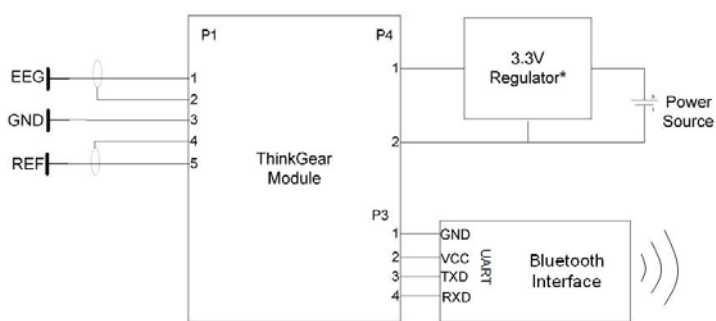 P1
P4
EEG
GND
REF
1
2
3
4
5
ThinkGear
Module
1
2
3.3V
Regulator*
+
+
Power
Source
P3
1
2
3
4
GND
VCC
TXD
RXD
UART
Bluetooth
Interface